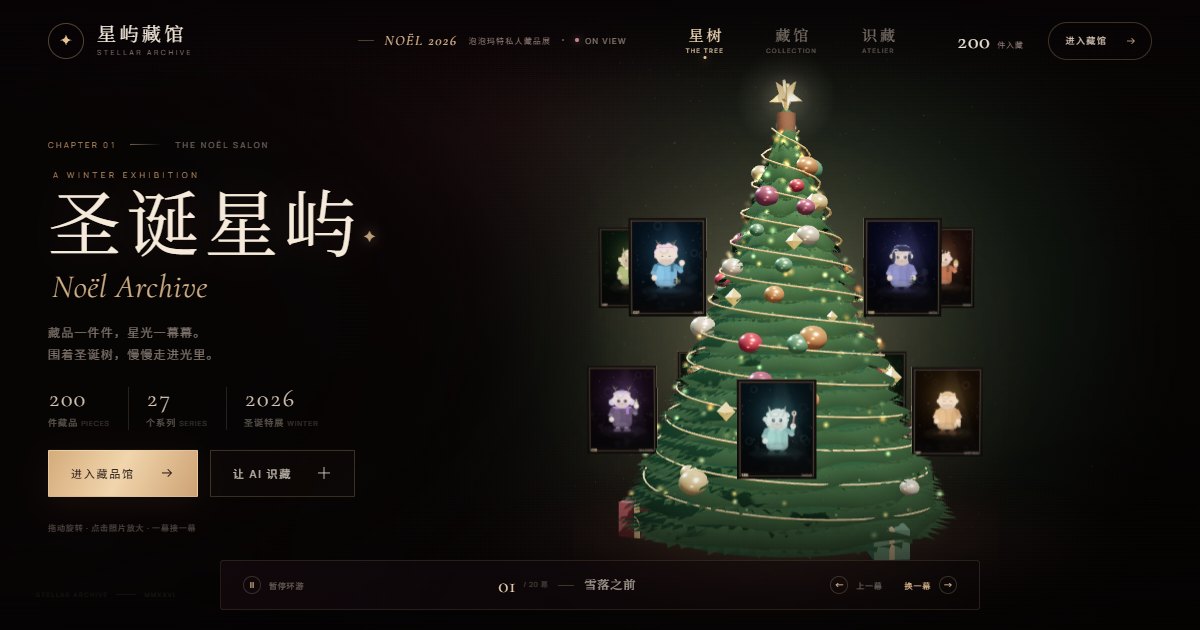 星屿藏馆
STELLAR ARCHIVE
NOËL 2026 泡泡玛特私人藏品展 · ON VIEW
星树
THE TREE
藏馆
COLLECTION
识藏
ATELIER
200 件入藏
进入藏馆 →
CHAPTER 01 — THE NOËL SALON
A WINTER EXHIBITION
圣诞星屿
Noël Archive
藏品一件件，星光一幕幕。
围着圣诞树，慢慢走进光里。
200
件藏品 PIECES
27
个系列 SERIES
2026
圣诞特展 WINTER
进入藏品馆 →
让 AI 识藏 +
拖动旋转 · 点击照片放大 · 一幕接一幕
STELLAR ARCHIVE — MMXXVI
暂停环游
01 / 20 幕 — 雪落之前
← 上一幕
换一幕 →